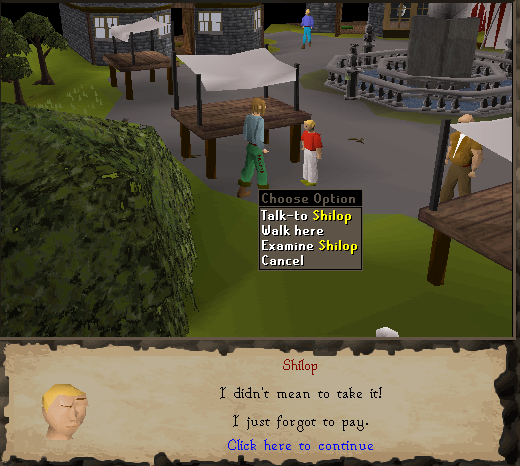 Choose Option
Talk-to Shilop
Walk here
Examine Shilop
Cancel
Shilop
I didn't mean to take it!
I just forgot to pay.
Click here to continue